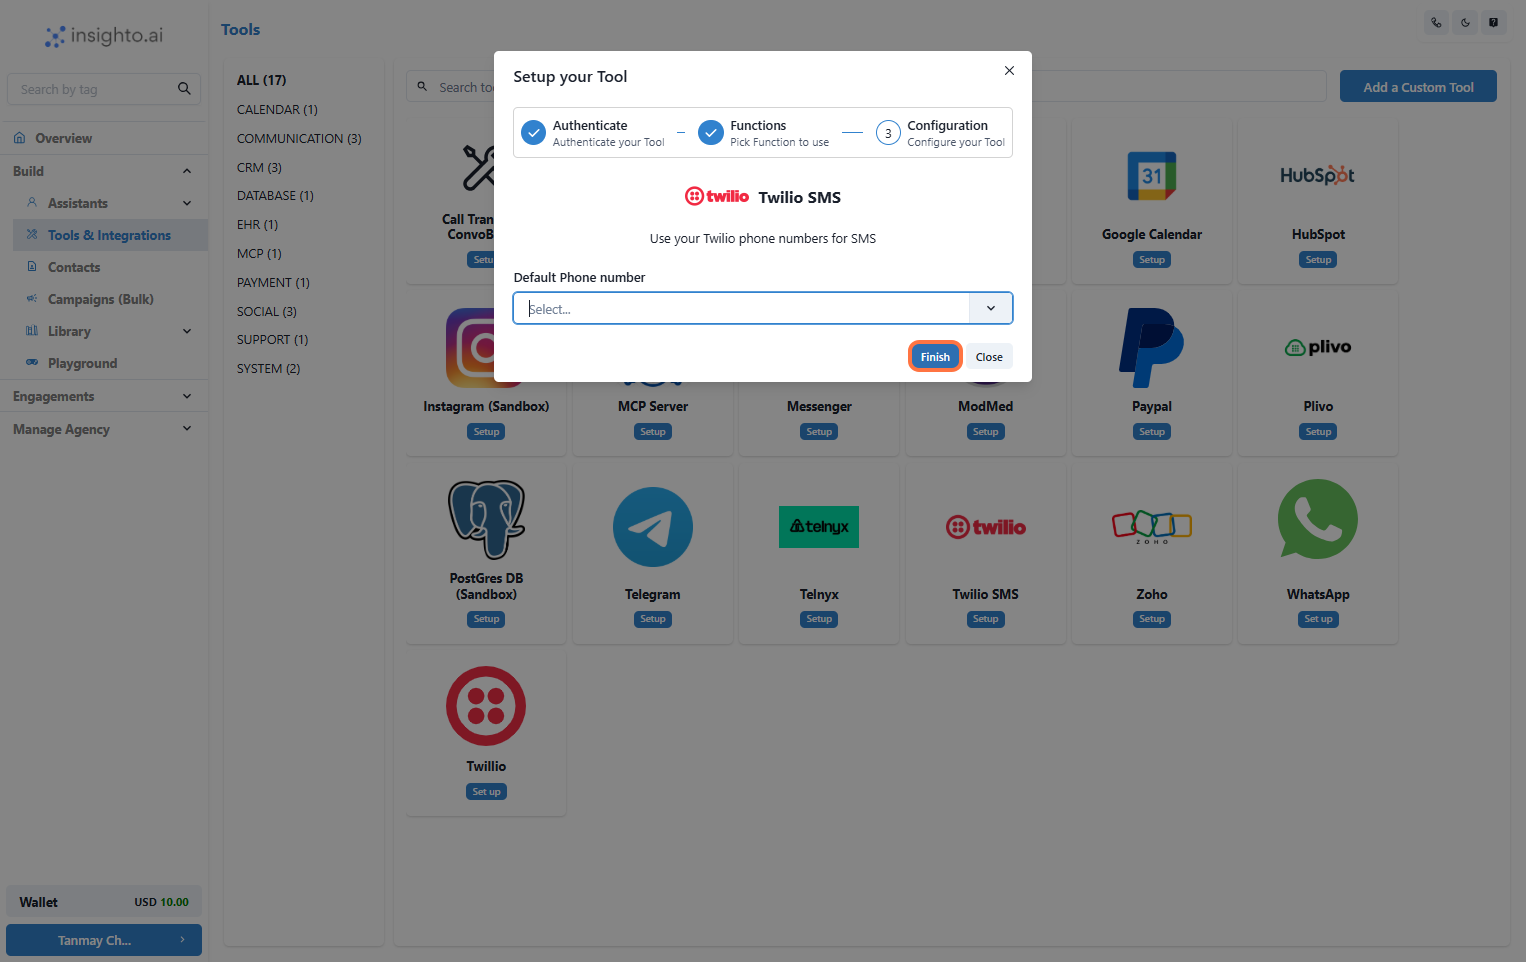 insighto.ai
Search by tag
Overview
Build
Assistants
Tools & Integrations
Contacts
Campaigns (Bulk)
Library
Playground
Engagements
Manage Agency
Wallet
USD 10.00
Tanmay Ch...
Tools
ALL (17)
CALENDAR (1)
COMMUNICATION (3)
CRM (3)
DATABASE (1)
EHR (1)
MCP (1)
PAYMENT (1)
SOCIAL (3)
SUPPORT (1)
SYSTEM (2)
Add a Custom Tool
Setup your Tool
Authenticate
Authenticate your Tool
Functions
Pick Function to use
3
Configuration
Configure your Tool
twilio
Twilio SMS
Use your Twilio phone numbers for SMS
Default Phone number
Select...
Finish
Close
31
Google Calendar
Setup
HubSpot
HubSpot
Setup
Instagram (Sandbox)
Setup
MCP Server
Setup
Messenger
Setup
ModMed
Setup
Paypal
Setup
plivo
Plivo
Setup
PostGres DB
(Sandbox)
Setup
Telegram
Setup
telnyx
Telnyx
Setup
twilio
Twilio SMS
Setup
ZOHO
Zoho
Setup
WhatsApp
Set up
Twillio
Set up